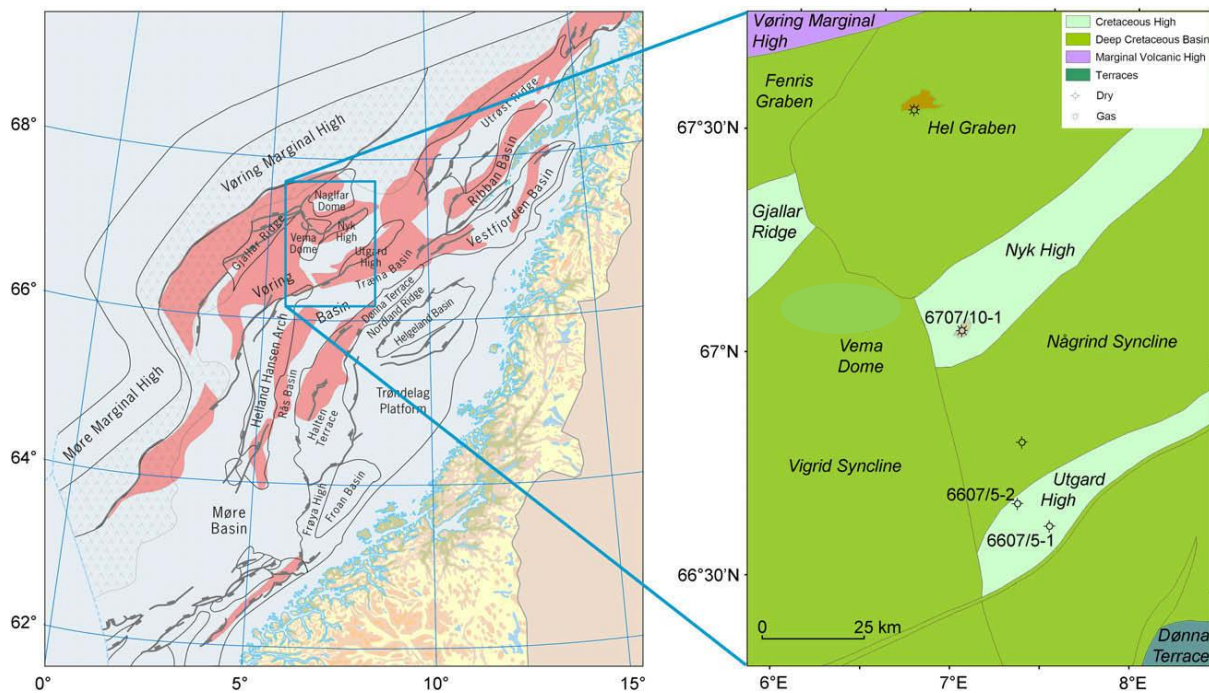 68°
66°
64°
62°
0°
5°
10°
15°
Vøring Marginal High
Utrøst Ridge
Ribban Basin
Vestfjorden Basin
Naglfar
Dome
Nyk
High
Vema
Dome
Gjallar Ridge
Utgard
High
Træna Basin
Vøring
Basin
Dønna Terrace
Nordland Ridge
Helgeland Basin
Helland Hansen Arch
Rås Basin
Halten
Terrace
Trøndelag
Platform
Møre Marginal High
Møre
Basin
Frøya High
Froan Basin
Vøring Marginal
High
Cretaceous High
Deep Cretaceous Basin
Marginal Volcanic High
Terraces
Dry
Gas
Fenris
Graben
Hel Graben
67°30'N
Gjallar
Ridge
Nyk High
6707/10-1
67°N
Vema
Dome
Någrind Syncline
Vigrid Syncline
Utgard
High
6607/5-2
6607/5-1
66°30'N
0
25 km
Dønna
Terrace
6°E
7°E
8°E